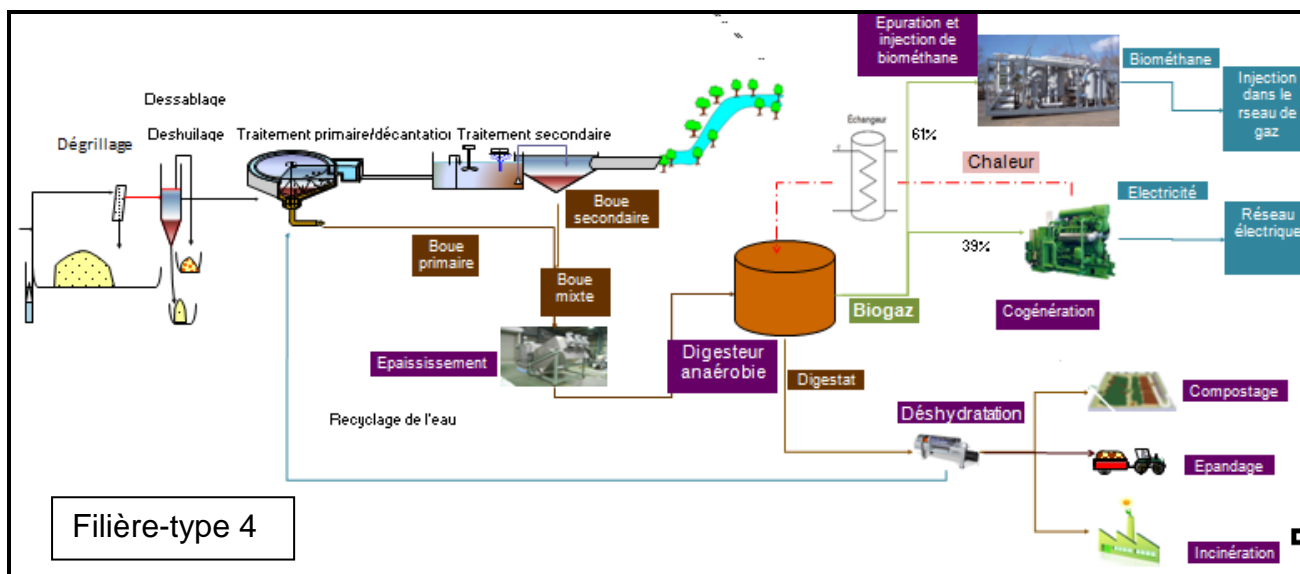 Epuration et
injection de
biométhane
Biométhane
Injection
dans le
rseau de
gaz
Dessablage
Deshuilage
Dégrillage
Traitement primaire/décantatio
Traitement secondaire
Échangeur
61%
Chaleur
Electricité
Réseau
électrique
Boue
secondaire
Boue
primaire
39%
Boue
mixte
Biogaz
Cogénération
Epaississement
Digesteur
anaérobie
Digestat
Compostage
Déshydratation
Recyclage de l'eau
Epandage
Filière-type 4
Incinération